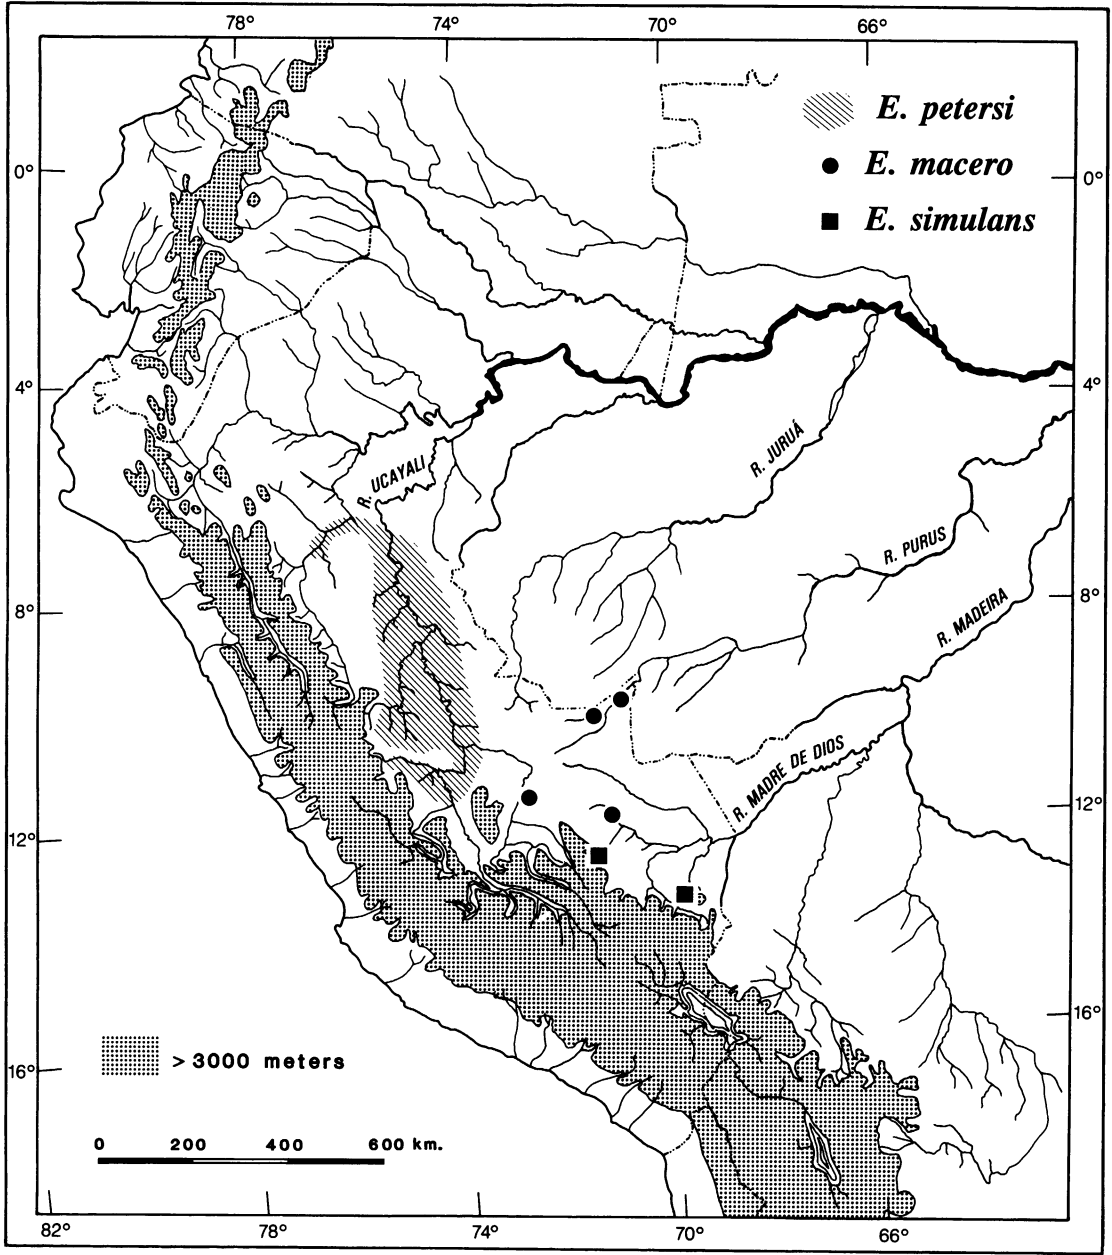 78° 74° 70° 66°
E. petersi
E. macero
E. simulans
0° 0°
4° 4°
R. UCAYALI
R. JURUÁ
R. PURUS
R. MADEIRA
8° 8°
R. MADRE DE DIOS
12° 12°
16° 16°
> 3000 meters
0 200 400 600 km.
82° 78° 74° 70° 66°